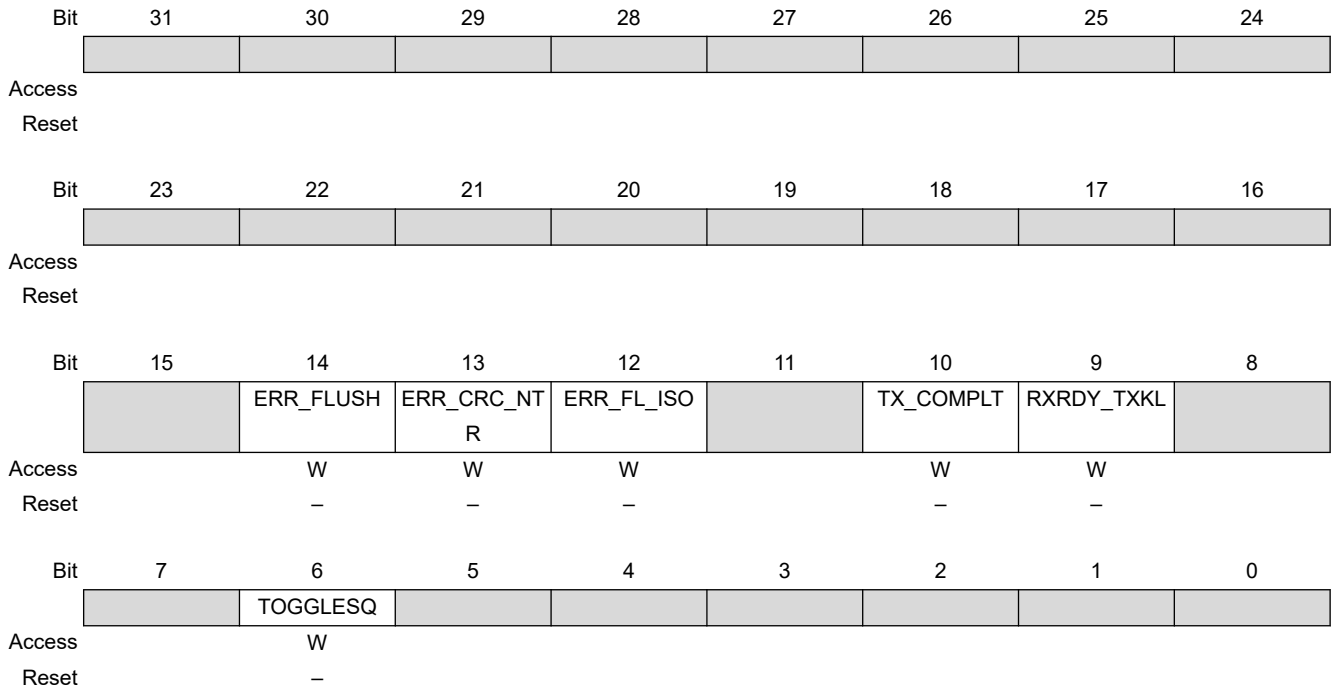 Bit 31 30 29 28 27 26 25 24
Access
Reset
Bit 23 22 21 20 19 18 17 16
Access
Reset
Bit 15 14 13 12 11 10 9 8
ERR_FLUSH ERR_CRC_NT ERR_FL_ISO TX_COMPLT RXRDY_TXKL
R
Access W W W W W
Reset – – – – –
Bit 7 6 5 4 3 2 1 0
TOGGLESQ
Access W
Reset –